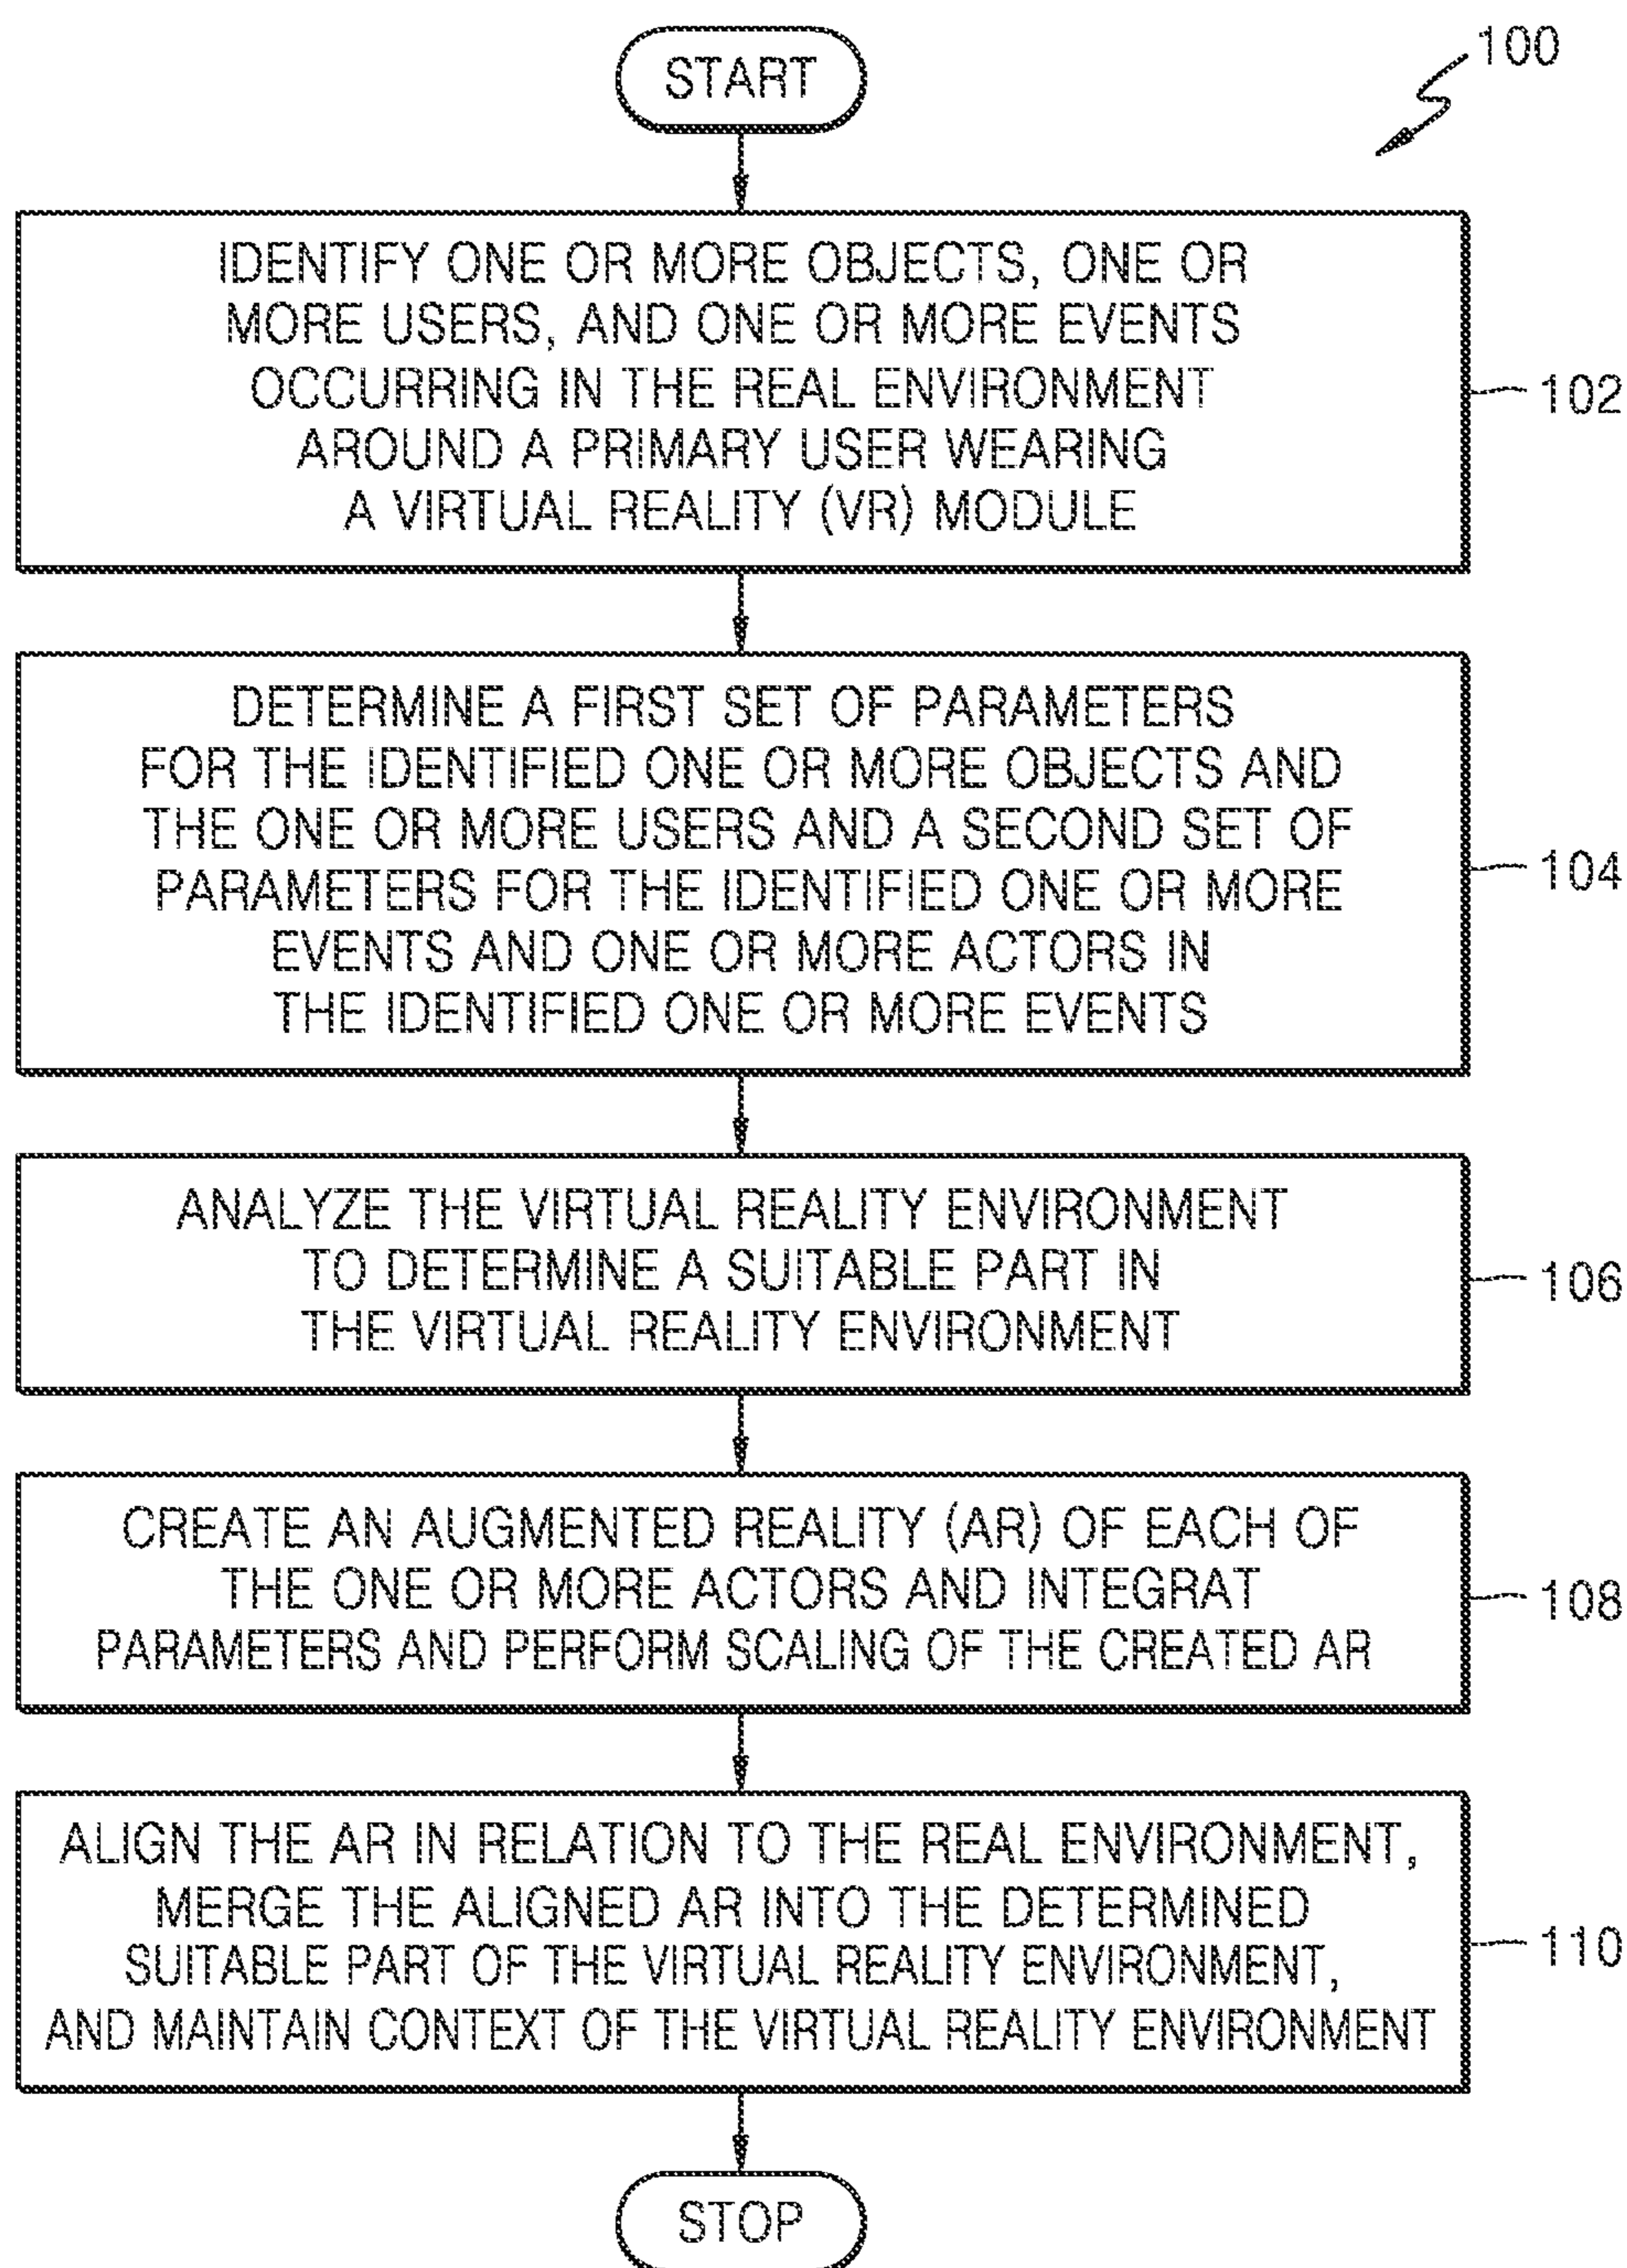 START
100
IDENTIFY ONE OR MORE OBJECTS, ONE OR
MORE USERS, AND ONE OR MORE EVENTS
OCCURRING IN THE REAL ENVIRONMENT
AROUND A PRIMARY USER WEARING
A VIRTUAL REALITY (VR) MODULE
102
DETERMINE A FIRST SET OF PARAMETERS
FOR THE IDENTIFIED ONE OR MORE OBJECTS AND
THE ONE OR MORE USERS AND A SECOND SET OF
PARAMETERS FOR THE IDENTIFIED ONE OR MORE
EVENTS AND ONE OR MORE ACTORS IN
THE IDENTIFIED ONE OR MORE EVENTS
104
ANALYZE THE VIRTUAL REALITY ENVIRONMENT
TO DETERMINE A SUITABLE PART IN
THE VIRTUAL REALITY ENVIRONMENT
106
CREATE AN AUGMENTED REALITY (AR) OF EACH OF
THE ONE OR MORE ACTORS AND INTEGRAT
PARAMETERS AND PERFORM SCALING OF THE CREATED AR
108
ALIGN THE AR IN RELATION TO THE REAL ENVIRONMENT,
MERGE THE ALIGNED AR INTO THE DETERMINED
SUITABLE PART OF THE VIRTUAL REALITY ENVIRONMENT,
AND MAINTAIN CONTEXT OF THE VIRTUAL REALITY ENVIRONMENT
110
STOP